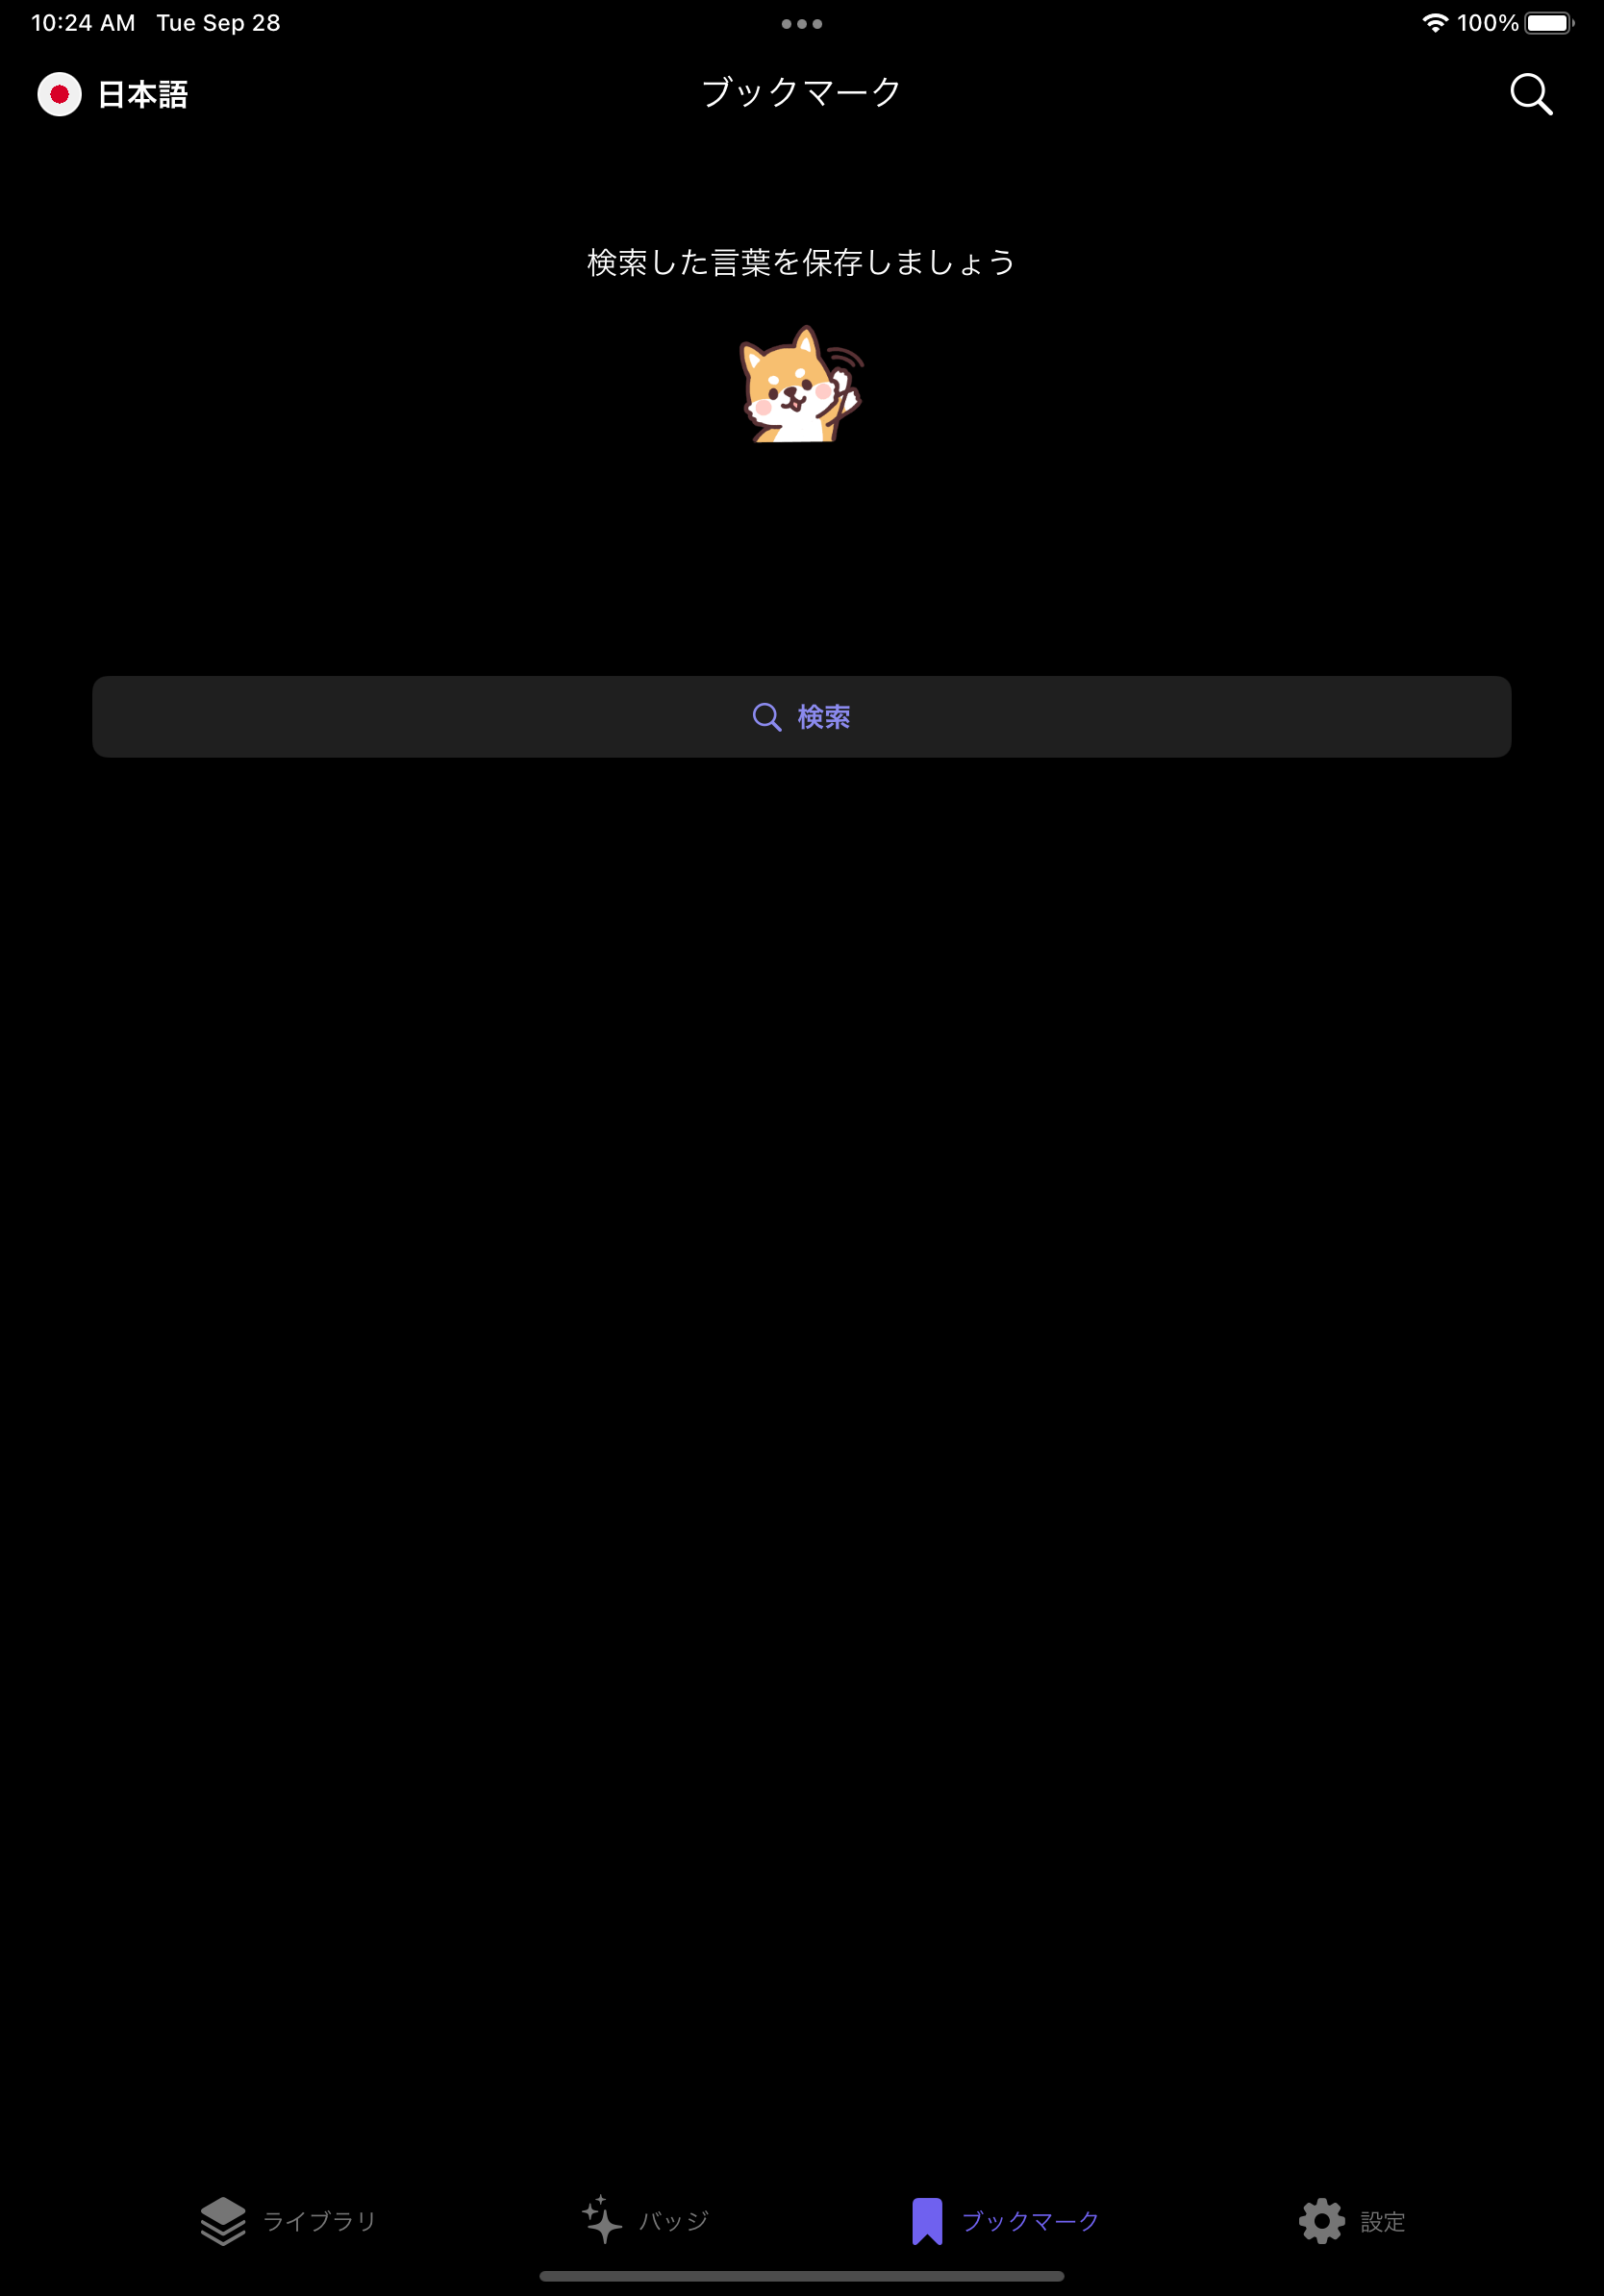 10:24 AM Tue Sep 28
100%
日本語
ブックマーク
検索した言葉を保存しましょう
検索
ライブラリ
バッジ
ブックマーク
設定